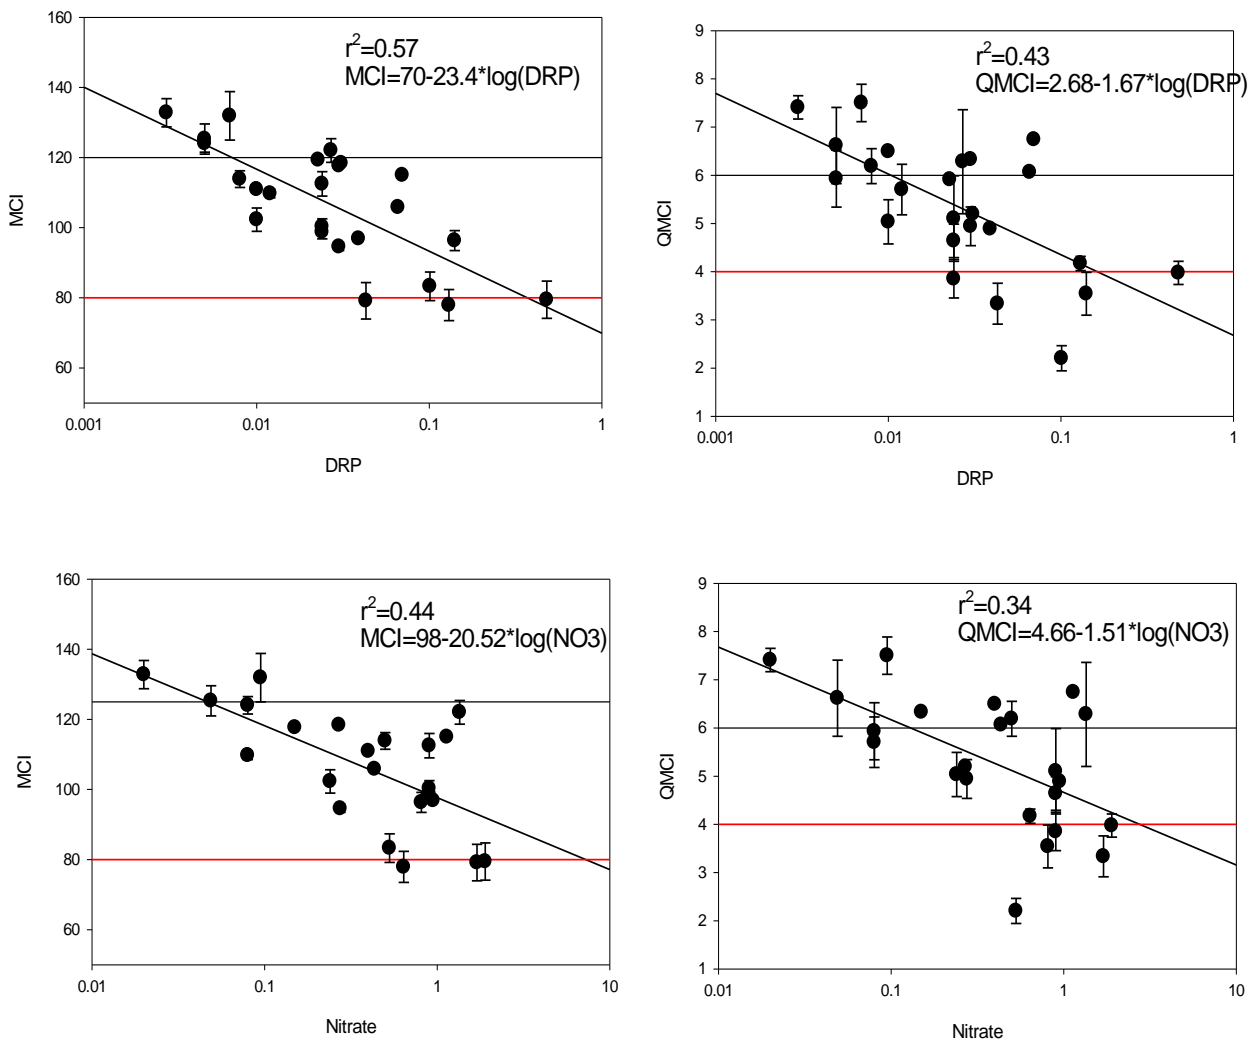 160
140
120
100
80
60
MCI
r²=0.57
MCI=70-23.4*log(DRP)
0.001
0.01
0.1
1
DRP
9
8
7
6
5
4
3
2
1
QMCI
r²=0.43
QMCI=2.68-1.67*log(DRP)
0.001
0.01
0.1
1
DRP
160
140
120
100
80
60
MCI
r²=0.44
MCI=98-20.52*log(NO3)
0.01
0.1
1
10
Nitrate
9
8
7
6
5
4
3
2
1
QMCI
r²=0.34
QMCI=4.66-1.51*log(NO3)
0.01
0.1
1
10
Nitrate